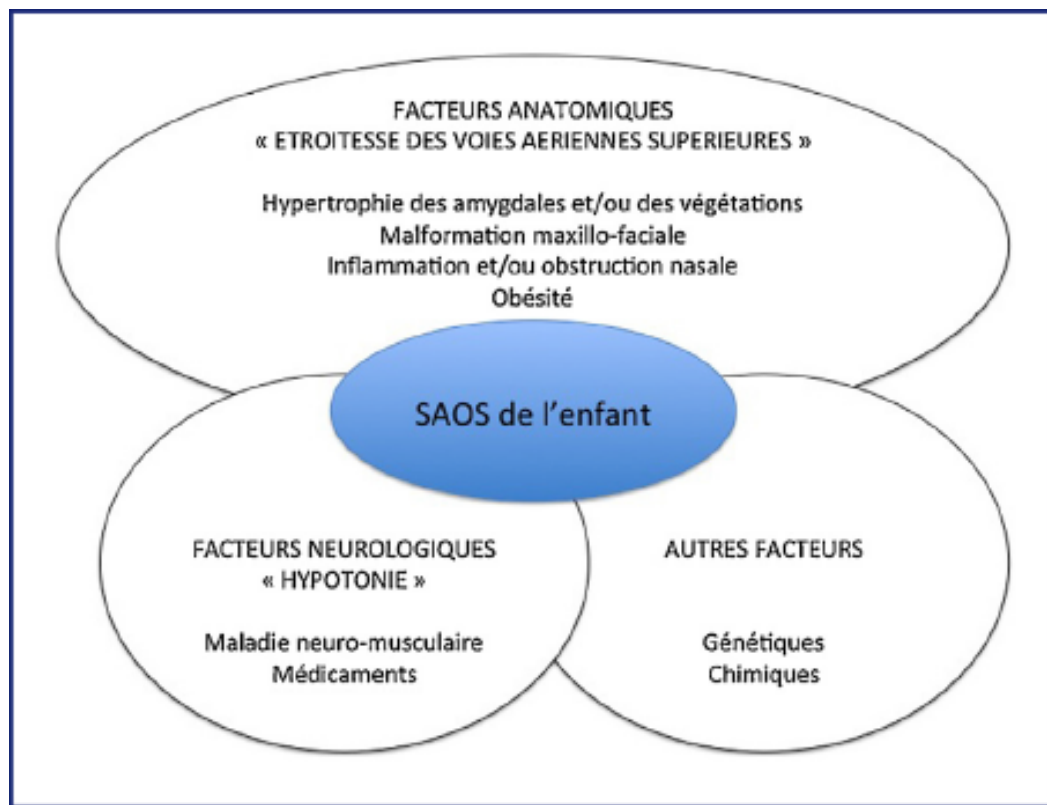 FACTEURS ANATOMIQUES
« ETROITESSE DES VOIES AERIENNES SUPERIEURES »
Hypertrophie des amygdales et/ou des végétations
Malformation maxillo-faciale
Inflammation et/ou obstruction nasale
Obésité
SAOS de l'enfant
FACTEURS NEUROLOGIQUES
« HYPOTONIE »
Maladie neuro-musculaire
Médicaments
AUTRES FACTEURS
Génétiques
Chimiques